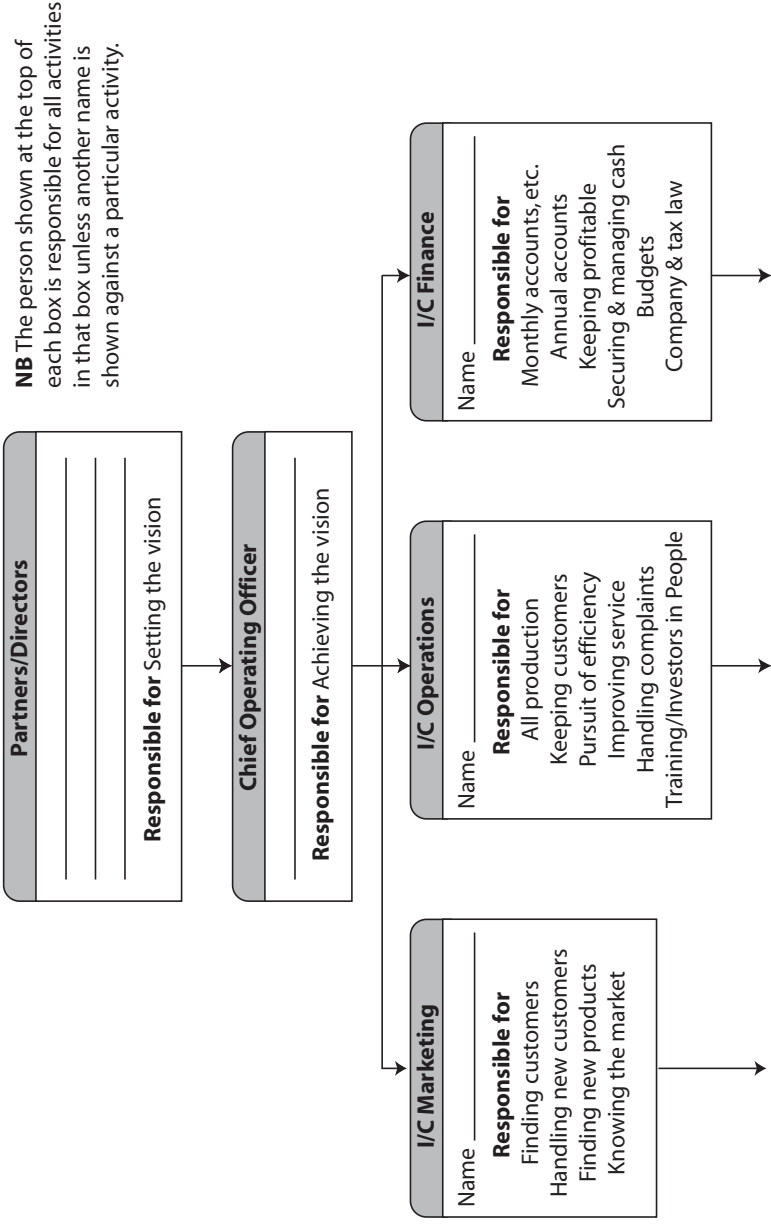 NB The person shown at the top of
each box is responsible for all activities
in that box unless another name is
shown against a particular activity.
Partners/Directors
Responsible for Setting the vision
Chief Operating Officer
Responsible for Achieving the vision
I/C Marketing
Name
Responsible for
Finding customers
Handling new customers
Finding new products
Knowing the market
I/C Operations
Name
Responsible for
All production
Keeping customers
Pursuit of efficiency
Improving service
Handling complaints
Training/Investors in People
I/C Finance
Name
Responsible for
Monthly accounts, etc.
Annual accounts
Keeping profitable
Securing & managing cash
Budgets
Company & tax law